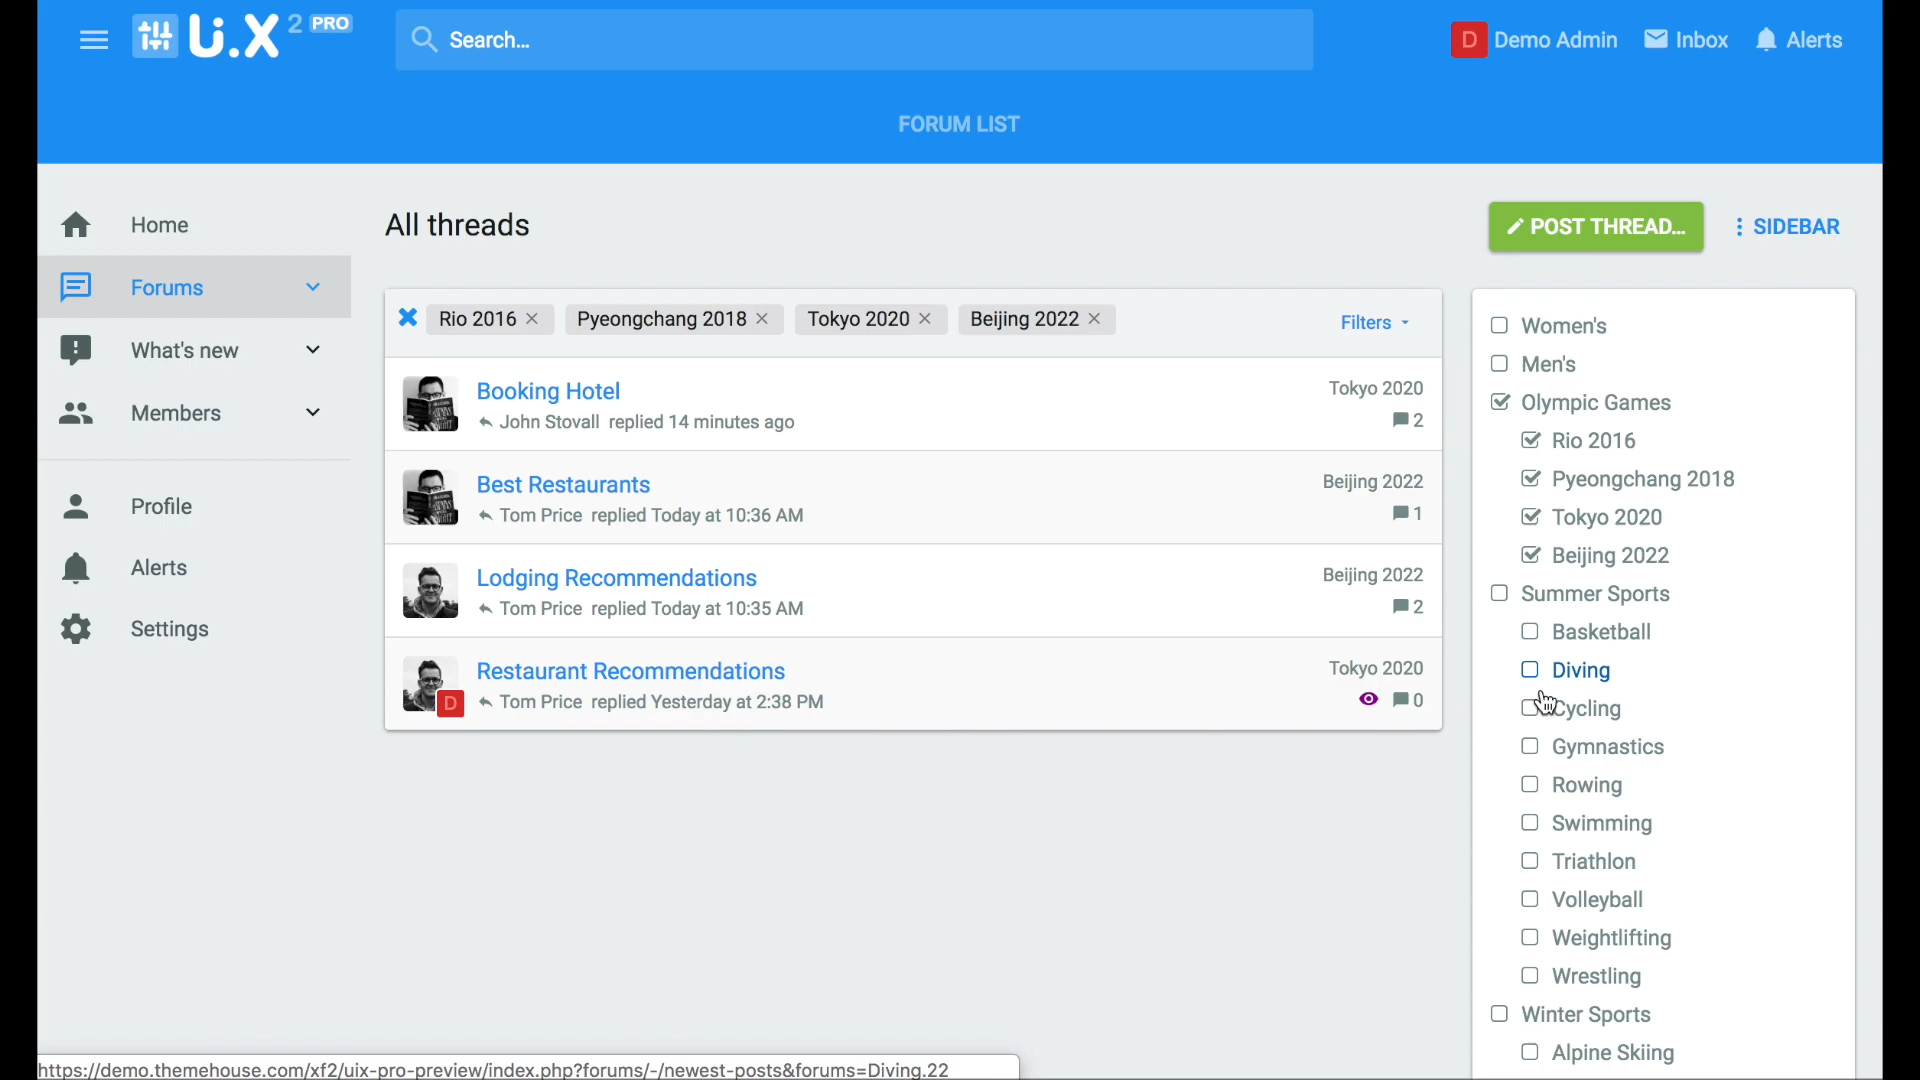 U.X 2 PRO
Search...
D Demo Admin
Inbox
Alerts
FORUM LIST
Home
Forums
What's new
Members
Profile
Alerts
Settings
All threads
POST THREAD...
SIDEBAR
Rio 2016
Pyeongchang 2018
Tokyo 2020
Beijing 2022
Filters
Booking Hotel
Tokyo 2020
John Stovall replied 14 minutes ago
2
Best Restaurants
Beijing 2022
Tom Price replied Today at 10:36 AM
1
Lodging Recommendations
Beijing 2022
Tom Price replied Today at 10:35 AM
2
Restaurant Recommendations
Tokyo 2020
D
Tom Price replied Yesterday at 2:38 PM
0
Women's
Men's
Olympic Games
Rio 2016
Pyeongchang 2018
Tokyo 2020
Beijing 2022
Summer Sports
Basketball
Diving
Cycling
Gymnastics
Rowing
Swimming
Triathlon
Volleyball
Weightlifting
Wrestling
Winter Sports
Alpine Skiing
https://demo.themehouse.com/xf2/uix-pro-preview/index.php?forums/-/newest-posts&forums=Diving.22